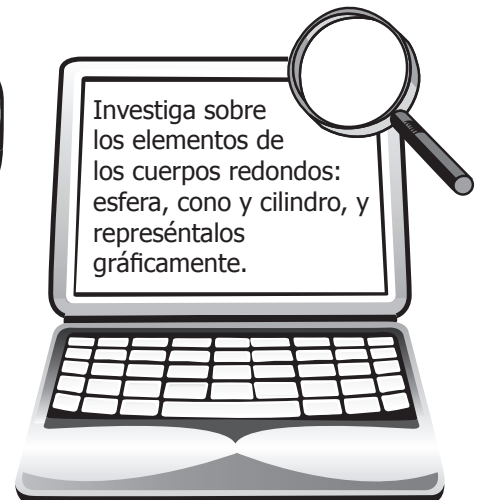 Investiga sobre
los elementos de
los cuerpos redondos:
esfera, cono y cilindro, y
represéntalos
gráficamente.